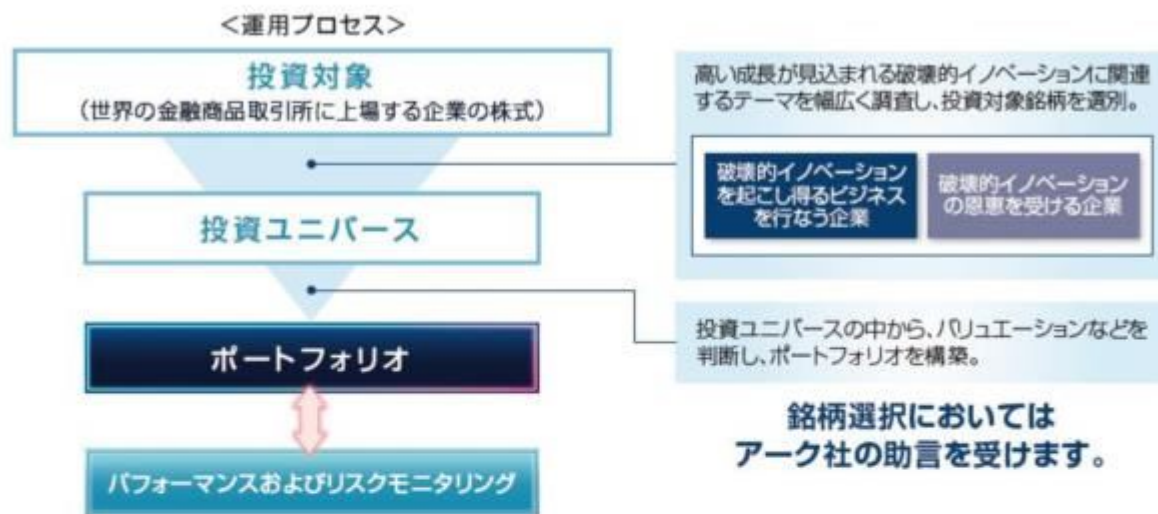 ＜運用プロセス＞
投資対象
（世界の金融商品取引所に上場する企業の株式）
高い成長が見込まれる破壊的イノベーションに関連
するテーマを幅広く調査し、投資対象銘柄を選別。
破壊的イノベーション
を起こし得るビジネス
を行なう企業
破壊的イノベーション
の恩恵を受ける企業
投資ユニバース
投資ユニバースの中から、バリュエーションなどを
判断し、ポートフォリオを構築。
ポートフォリオ
銘柄選択においては
アーク社の助言を受けます。
パフォーマンスおよびリスクモニタリング